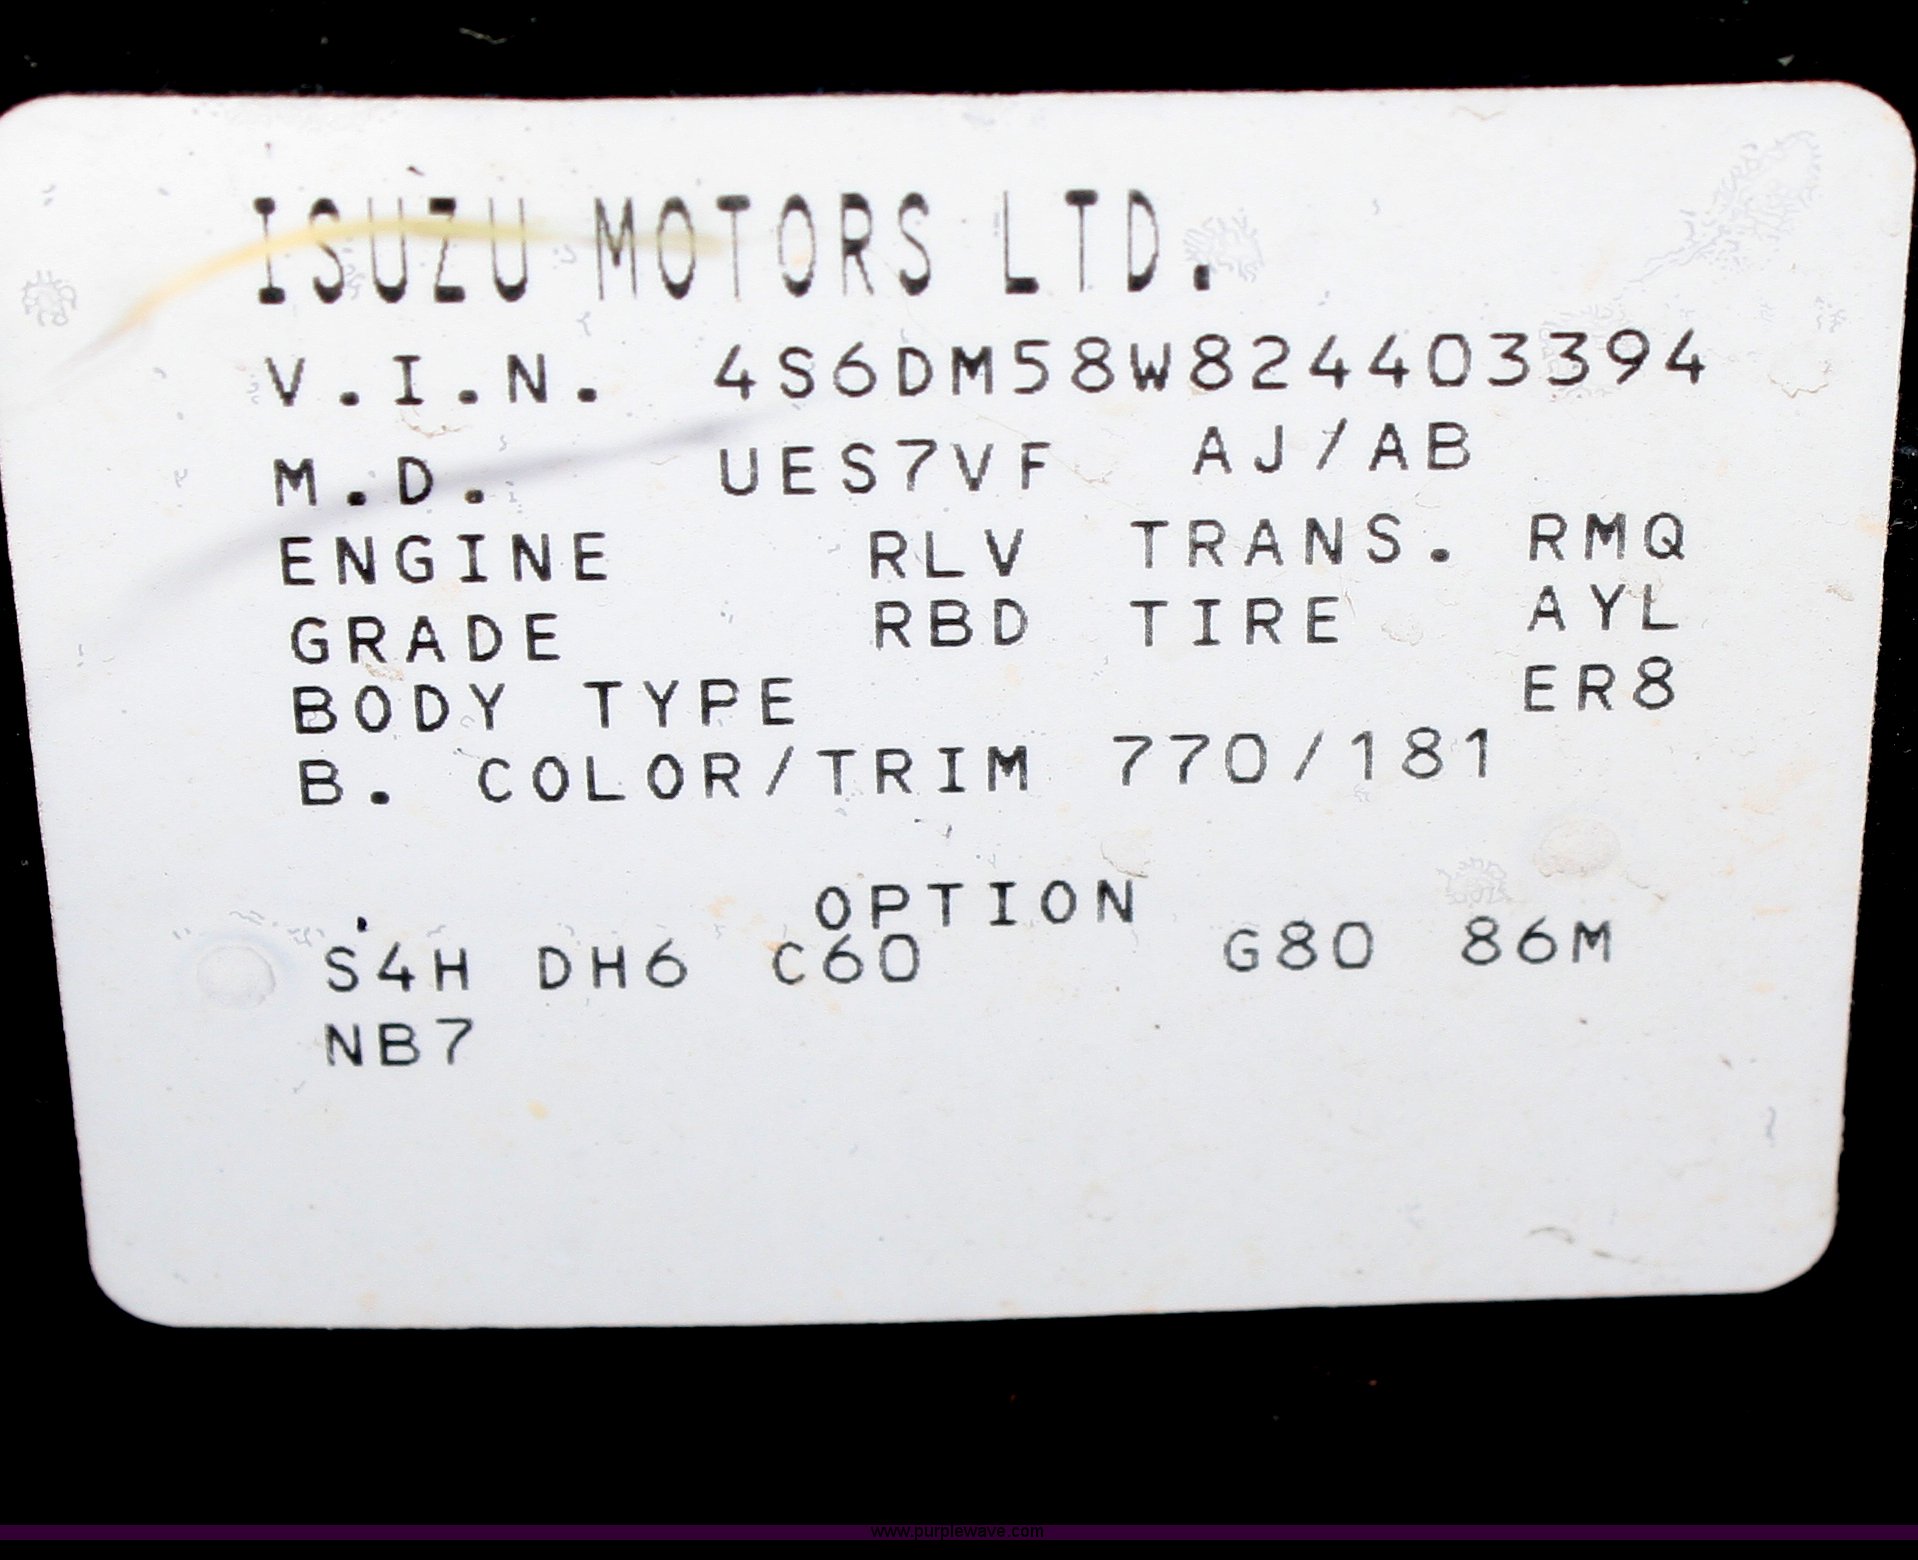 ISUZU MOTORS LTD.
V.I.N. 4S6DM58W824403394
M.D. UES7VF AJ/AB
ENGINE RLV TRANS. RMQ
GRADE RBD TIRE AYL
BODY TYPE ER8
B. COLOR/TRIM 770/181
OPTION
S4H DH6 C60 G80 86M
NB7
www.purplewave.com